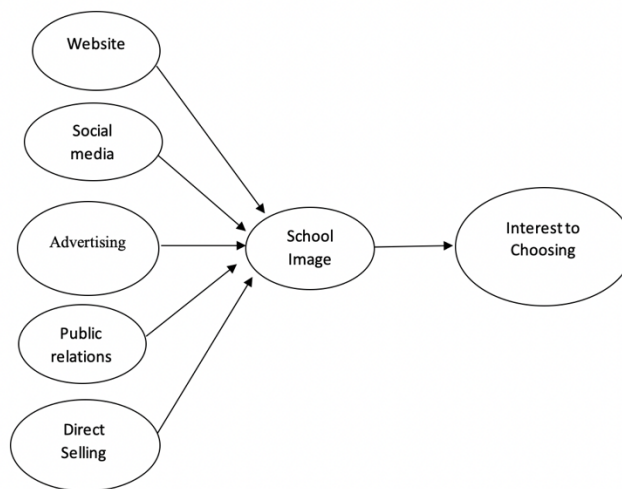 Website
Social
media
Advertising
Public
relations
Direct
Selling
School
Image
Interest to
Choosing